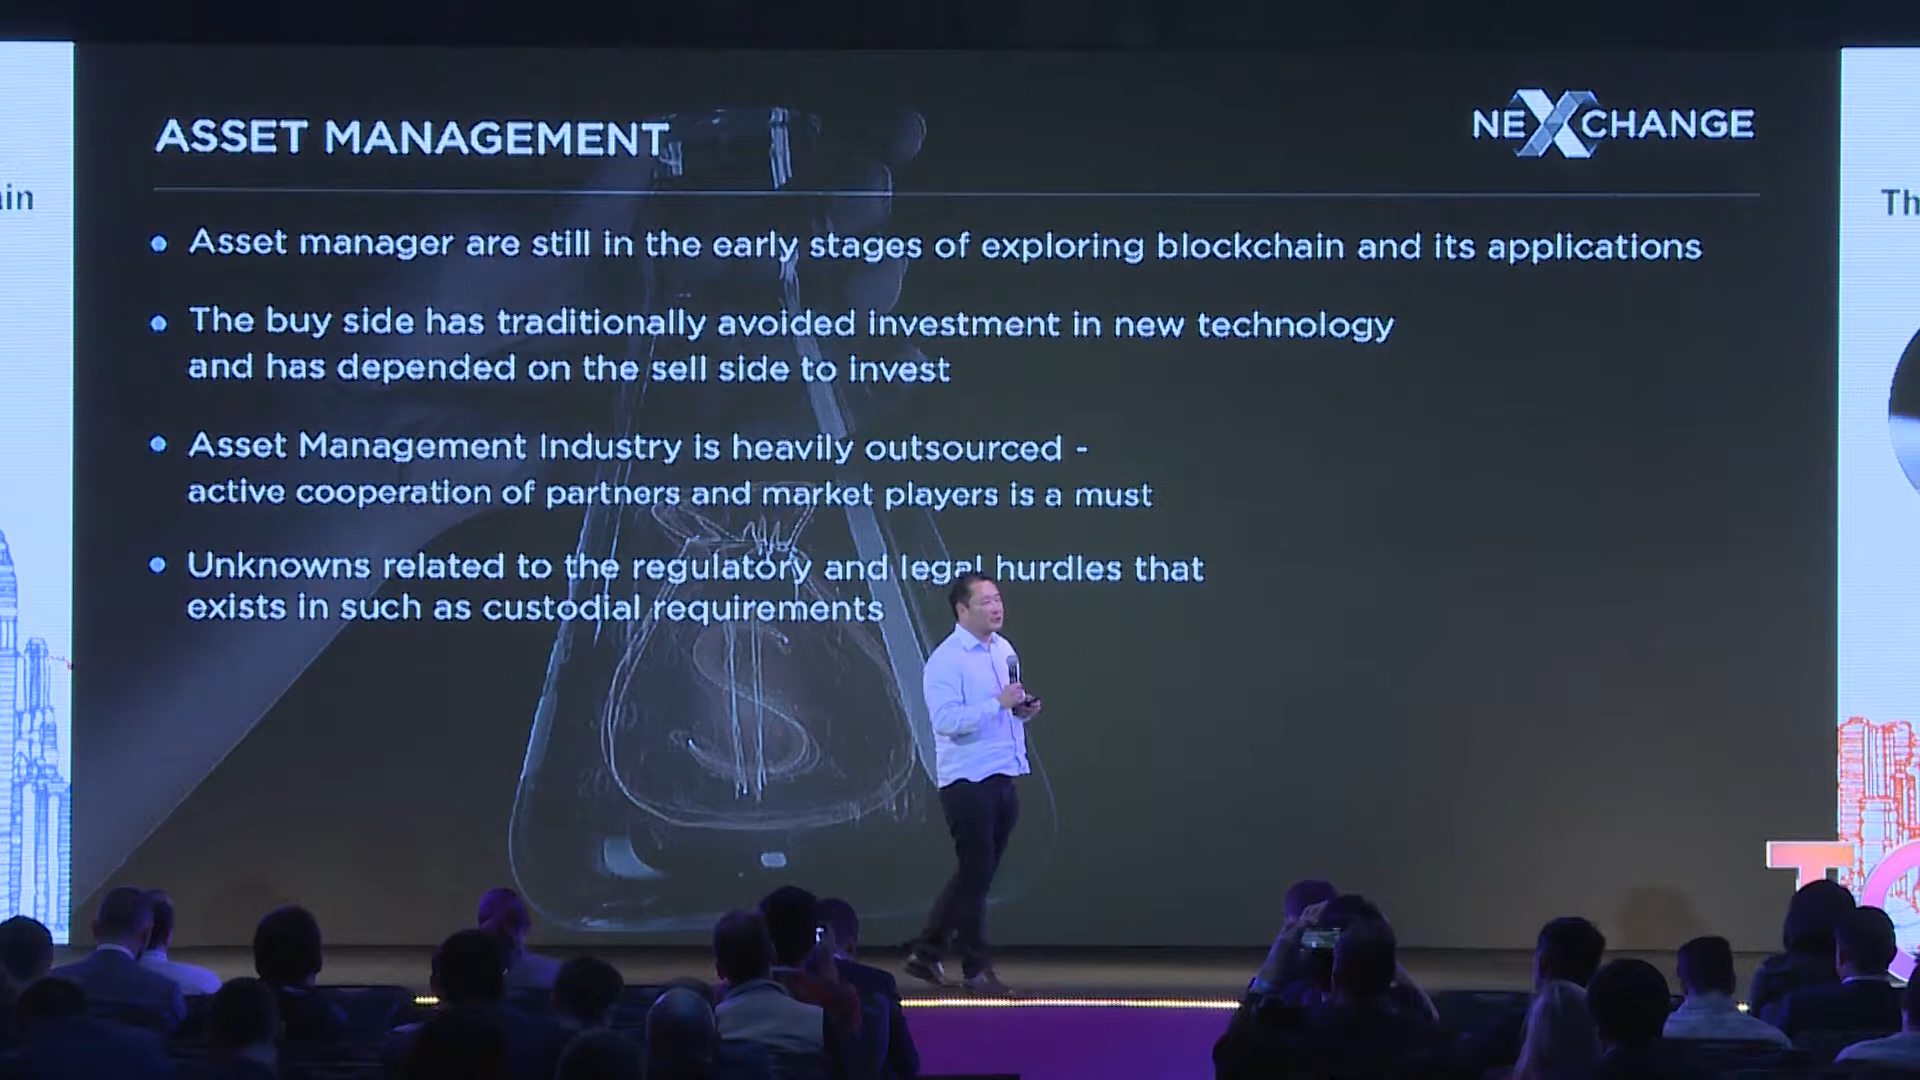 ASSET MANAGEMENT
NEXCHANGE
Asset manager are still in the early stages of exploring blockchain and its applications
The buy side has traditionally avoided investment in new technology
and has depended on the sell side to invest
Asset Management Industry is heavily outsourced -
active cooperation of partners and market players is a must
Unknowns related to the regulatory and legal hurdles that
exists in such as custodial requirements
in
Th
$
T